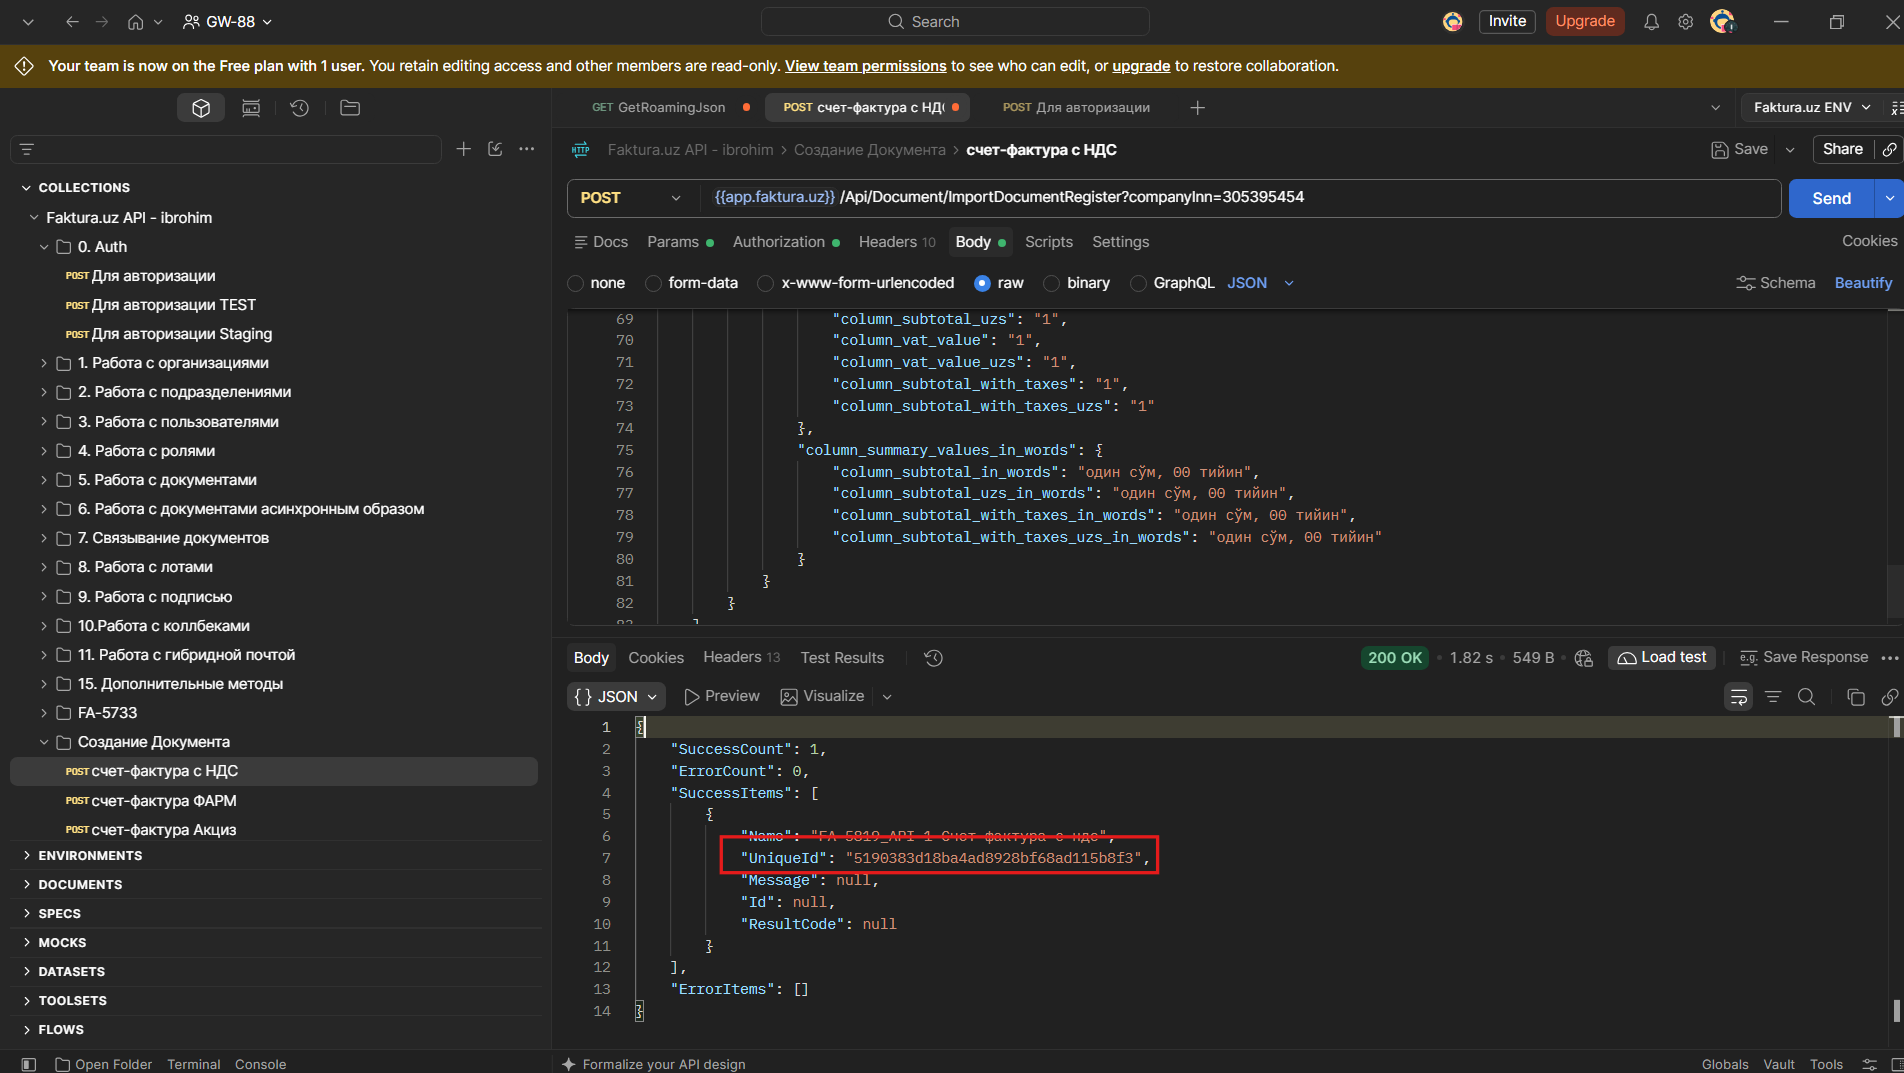 GW-88
Search
Invite
Upgrade
Your team is now on the Free plan with 1 user. You retain editing access and other members are read-only. View team permissions to see who can edit, or upgrade to restore collaboration.
GET GetRoamingJson
POST счет-фактура с НДС
POST Для авторизации
Faktura.uz ENV
COLLECTIONS
Faktura.uz API - ibrohim
0. Auth
POST Для авторизации
POST Для авторизации TEST
POST Для авторизации Staging
1. Работа с организациями
2. Работа с подразделениями
3. Работа с пользователями
4. Работа с ролями
5. Работа с документами
6. Работа с документами асинхронным образом
7. Связывание документов
8. Работа с лотами
9. Работа с подписью
10.Работа с коллбеками
11. Работа с гибридной почтой
15. Дополнительные методы
FA-5733
Создание Документа
POST счет-фактура с НДС
POST счет-фактура ФАРМ
POST счет-фактура Акциз
ENVIRONMENTS
DOCUMENTS
SPECS
MOCKS
DATASETS
TOOLSETS
FLOWS
HTTP Faktura.uz API - ibrohim > Создание Документа > счет-фактура с НДС
Save
Share
POST {{app.faktura.uz}} /Api/Document/ImportDocumentRegister?companyInn=305395454
Send
Docs Params Authorization Headers 10 Body Scripts Settings
Cookies
none form-data x-www-form-urlencoded raw binary GraphQL JSON
Schema Beautify
69 "column_subtotal_uzs": "1",
70 "column_vat_value": "1",
71 "column_vat_value_uzs": "1",
72 "column_subtotal_with_taxes": "1",
73 "column_subtotal_with_taxes_uzs": "1"
74 },
75 "column_summary_values_in_words": {
76 "column_subtotal_in_words": "один сўм, 00 тийин",
77 "column_subtotal_uzs_in_words": "один сўм, 00 тийин",
78 "column_subtotal_with_taxes_in_words": "один сўм, 00 тийин",
79 "column_subtotal_with_taxes_uzs_in_words": "один сўм, 00 тийин"
80 }
81 }
82 }
83 ]
Body Cookies Headers 13 Test Results
200 OK • 1.82 s • 549 B
Load test
e.g. Save Response
{} JSON Preview Visualize
1 {
2 "SuccessCount": 1,
3 "ErrorCount": 0,
4 "SuccessItems": [
5 {
6 "Name": "FA-5819_API-1 Счет фактура с ндс",
7 "UniqueId": "5190383d18ba4ad8928bf68ad115b8f3",
8 "Message": null,
9 "Id": null,
10 "ResultCode": null
11 }
12 ],
13 "ErrorItems": []
14 }
Open Folder Terminal Console
Formalize your API design
Globals Vault Tools